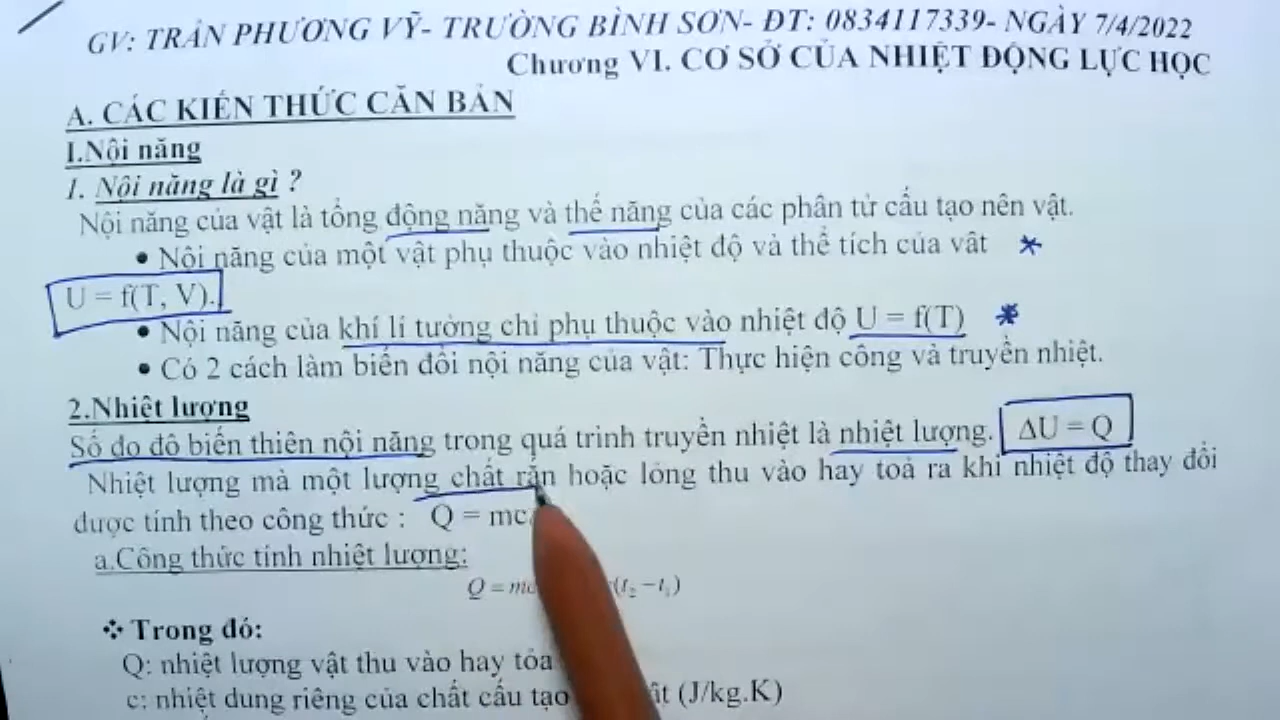 GV: TRẦN PHƯƠNG VỸ- TRƯỜNG BÌNH SƠN- ĐT: 0834117339- NGÀY 7/4/2022
Chương VI. CƠ SỞ CỦA NHIỆT ĐỘNG LỰC HỌC
A. CÁC KIẾN THỨC CĂN BẢN
I.Nội năng
1. Nội năng là gì ?
Nội năng của vật là tổng động năng và thế năng của các phân tử cấu tạo nên vật.
• Nội năng của một vật phụ thuộc vào nhiệt độ và thể tích của vât
U = f(T, V).
• Nội năng của khí lí tưởng chỉ phụ thuộc vào nhiệt độ U = f(T)
• Có 2 cách làm biến đổi nội năng của vật: Thực hiện công và truyền nhiệt.
2.Nhiệt lượng
Số đo độ biến thiên nội năng trong quá trình truyền nhiệt là nhiệt lượng. ΔU = Q
Nhiệt lượng mà một lượng chất rắn hoặc lỏng thu vào hay toả ra khi nhiệt độ thay đổi
được tính theo công thức : Q = mc
a.Công thức tính nhiệt lượng:
Q = mc (t₂ − t₁)
❖ Trong đó:
Q: nhiệt lượng vật thu vào hay tỏa
c: nhiệt dung riêng của chất cấu tạo (J/kg.K)